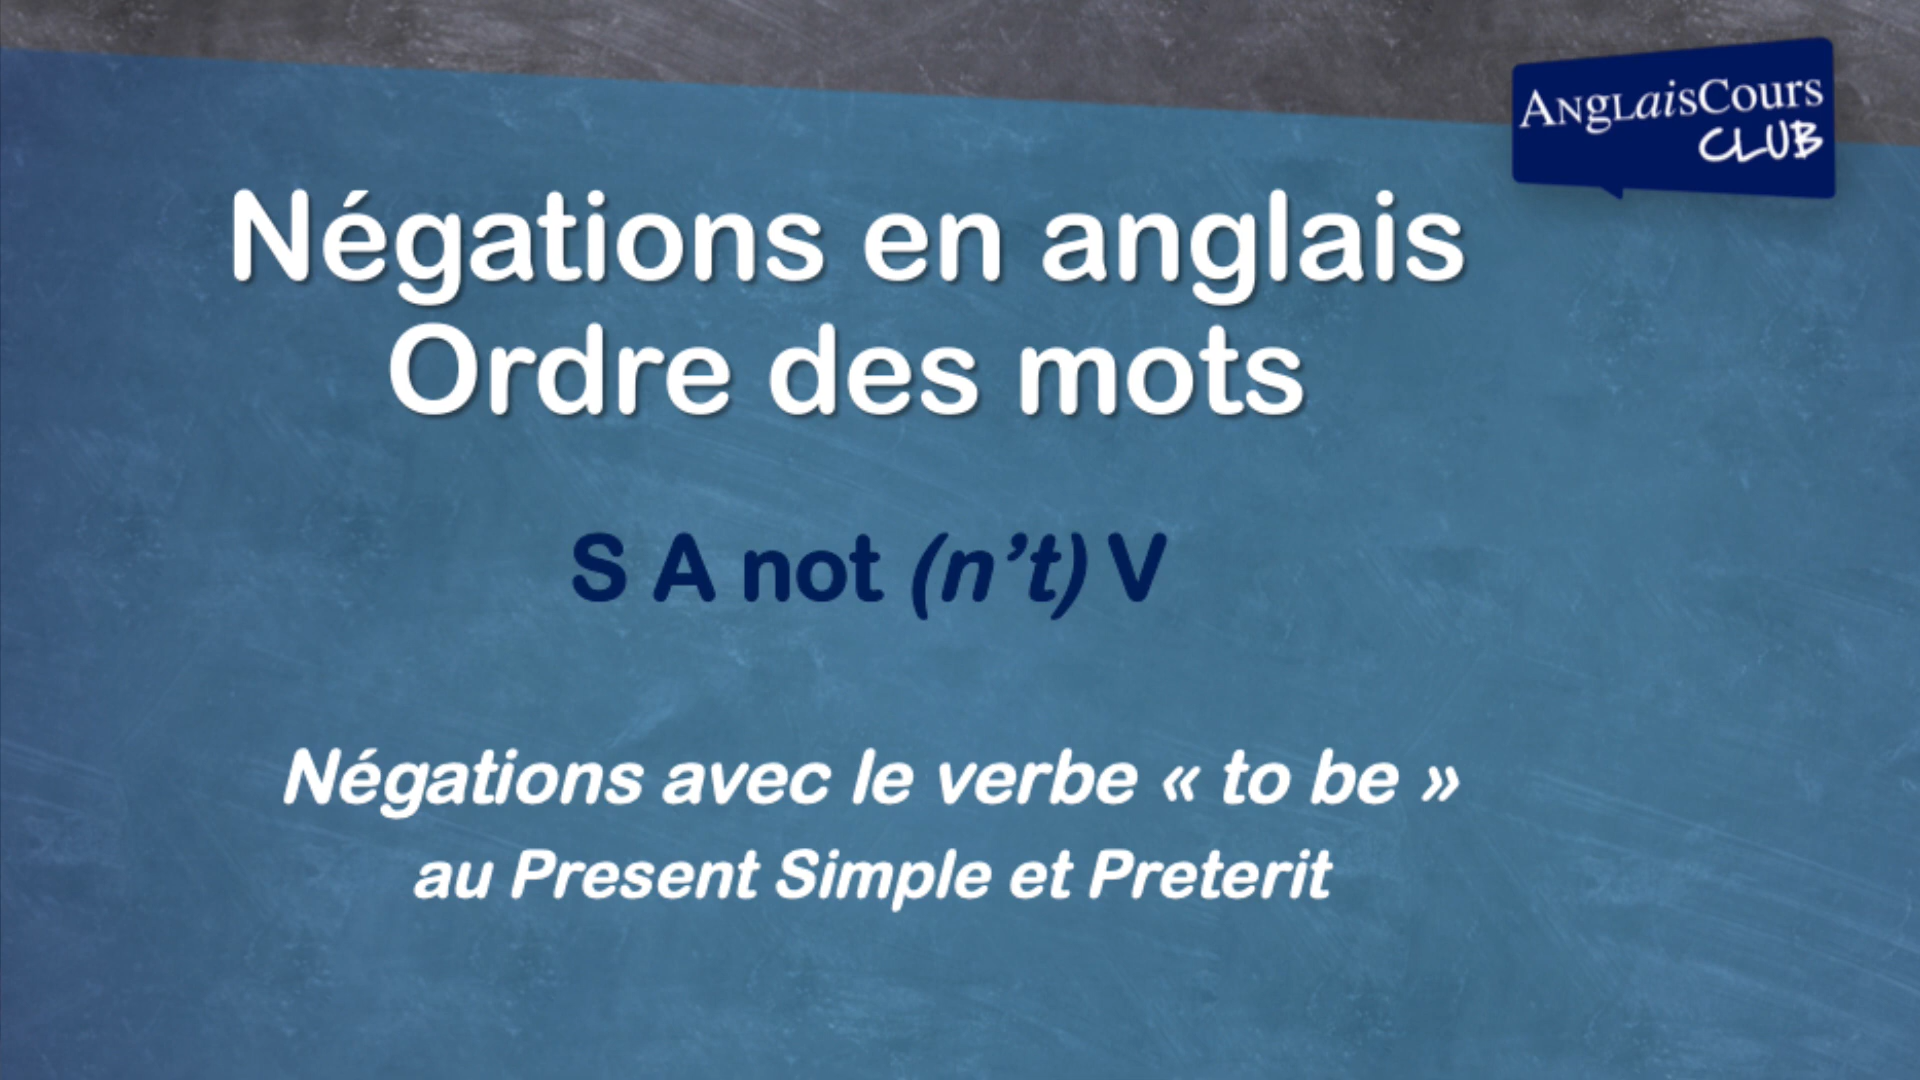 AngLaisCours
CLUB
Négations en anglais
Ordre des mots
S A not (n’t) V
Négations avec le verbe « to be »
au Present Simple et Preterit